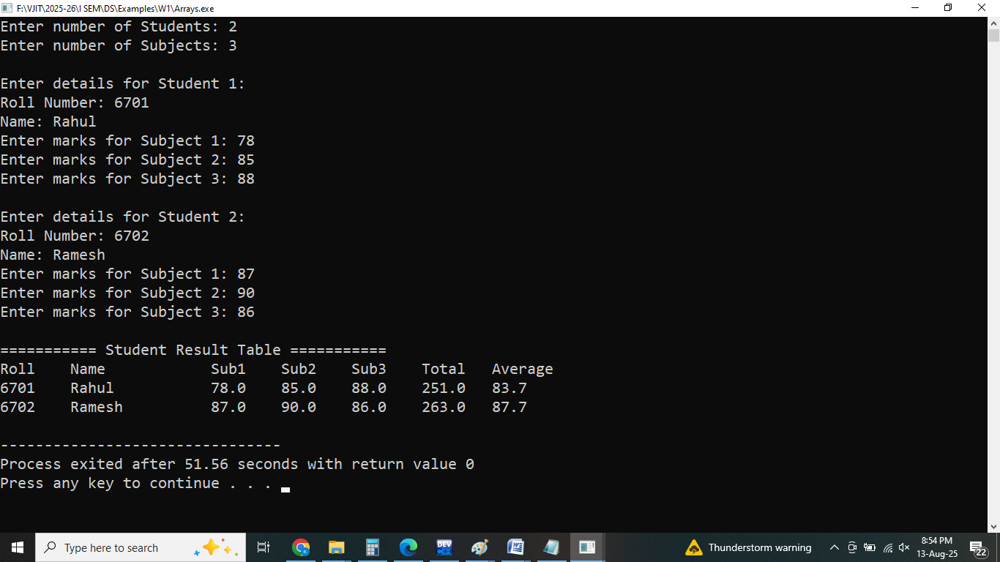 F:\VJIT\2025-26\I SEM\DS\Examples\W1\Arrays.exe
Enter number of Students: 2
Enter number of Subjects: 3
Enter details for Student 1:
Roll Number: 6701
Name: Rahul
Enter marks for Subject 1: 78
Enter marks for Subject 2: 85
Enter marks for Subject 3: 88
Enter details for Student 2:
Roll Number: 6702
Name: Ramesh
Enter marks for Subject 1: 87
Enter marks for Subject 2: 90
Enter marks for Subject 3: 86
=========== Student Result Table ===========
Roll    Name            Sub1    Sub2    Sub3    Total   Average
6701    Rahul           78.0    85.0    88.0    251.0   83.7
6702    Ramesh          87.0    90.0    86.0    263.0   87.7
--------------------------------
Process exited after 51.56 seconds with return value 0
Press any key to continue . . .
Type here to search
DEV
W
Thunderstorm warning
8:54 PM
13-Aug-25
22